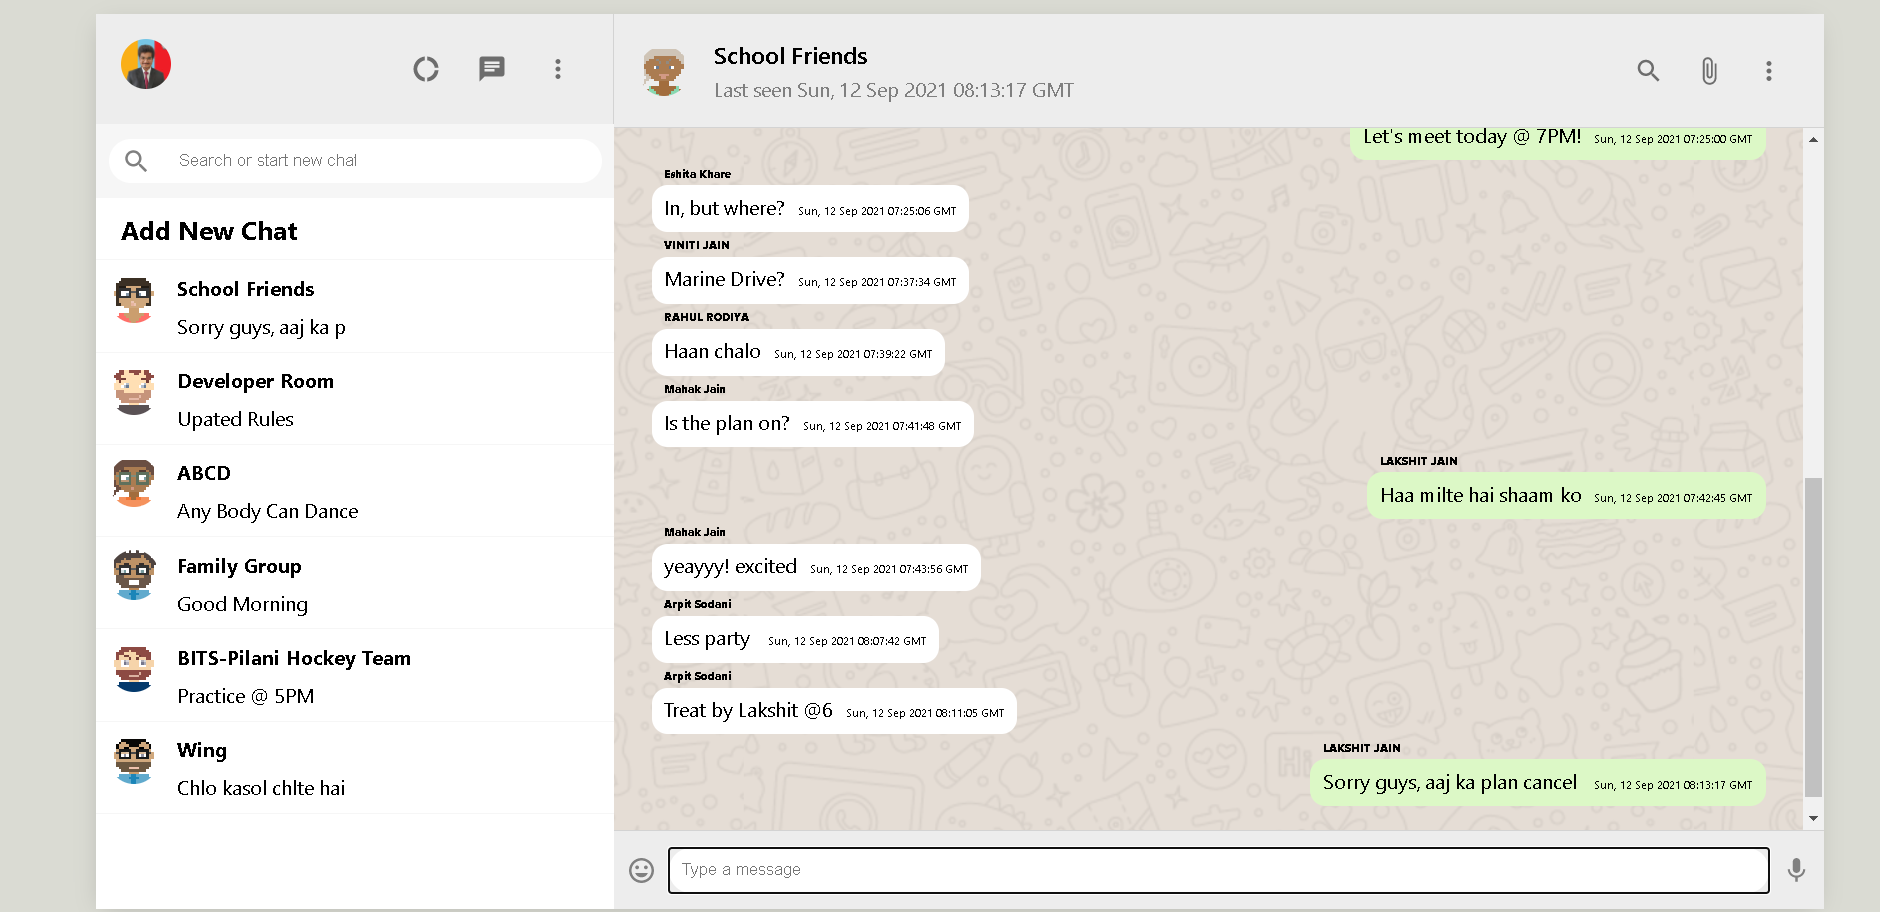 School Friends
Last seen Sun, 12 Sep 2021 08:13:17 GMT
Search or start new chat
Add New Chat
School Friends
Sorry guys, aaj ka p
Developer Room
Upated Rules
ABCD
Any Body Can Dance
Family Group
Good Morning
BITS-Pilani Hockey Team
Practice @ 5PM
Wing
Chlo kasol chlte hai
Let's meet today @ 7PM! Sun, 12 Sep 2021 07:25:00 GMT
Eshita Khare
In, but where? Sun, 12 Sep 2021 07:25:06 GMT
VINITI JAIN
Marine Drive? Sun, 12 Sep 2021 07:37:34 GMT
RAHUL RODIYA
Haan chalo Sun, 12 Sep 2021 07:39:22 GMT
Mahak Jain
Is the plan on? Sun, 12 Sep 2021 07:41:48 GMT
LAKSHIT JAIN
Haa milte hai shaam ko Sun, 12 Sep 2021 07:42:45 GMT
Mahak Jain
yeayyy! excited Sun, 12 Sep 2021 07:43:56 GMT
Arpit Sodani
Less party Sun, 12 Sep 2021 08:07:42 GMT
Arpit Sodani
Treat by Lakshit @6 Sun, 12 Sep 2021 08:11:05 GMT
LAKSHIT JAIN
Sorry guys, aaj ka plan cancel Sun, 12 Sep 2021 08:13:17 GMT
Type a message